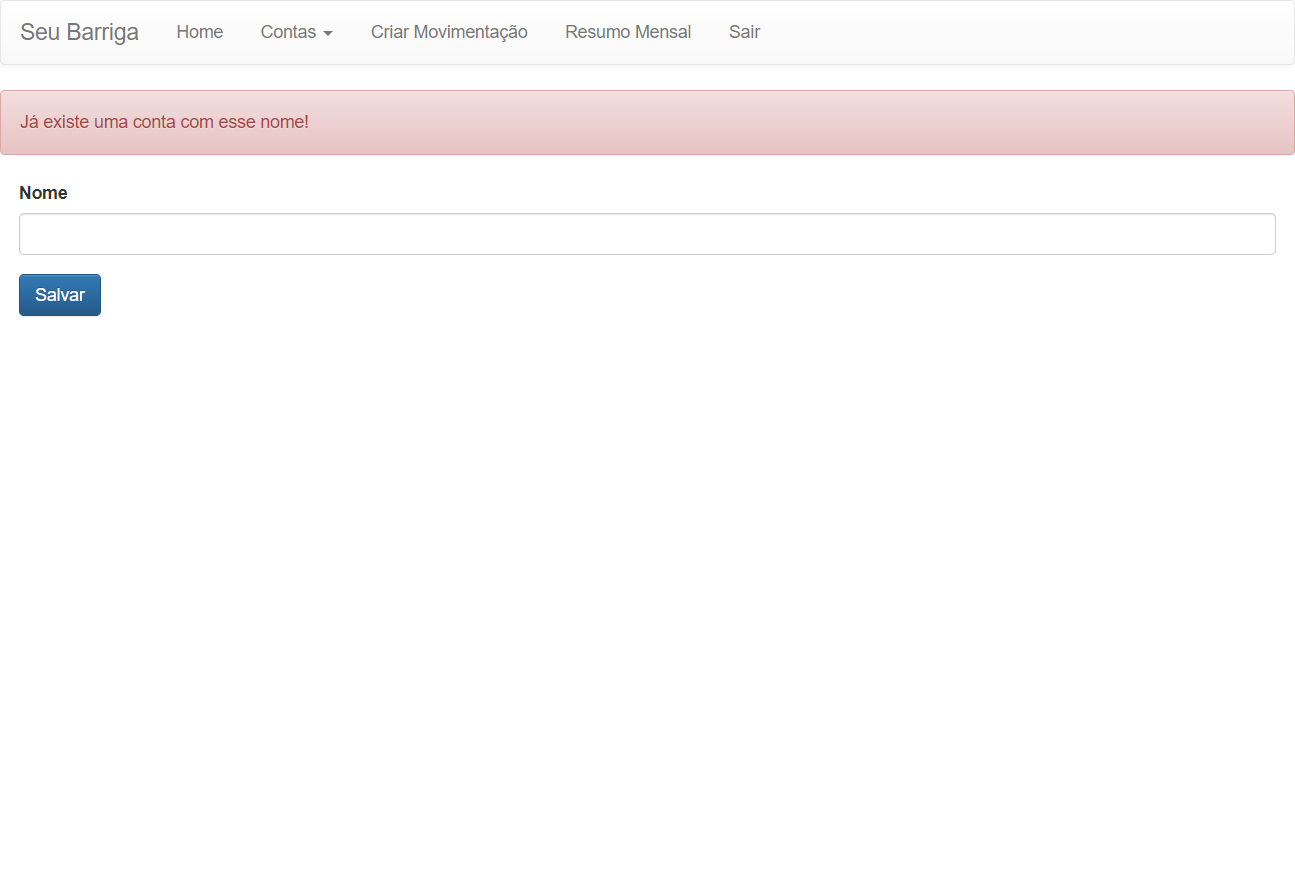 Seu Barriga Home Contas Criar Movimentação Resumo Mensal Sair
Já existe uma conta com esse nome!
Nome
Salvar